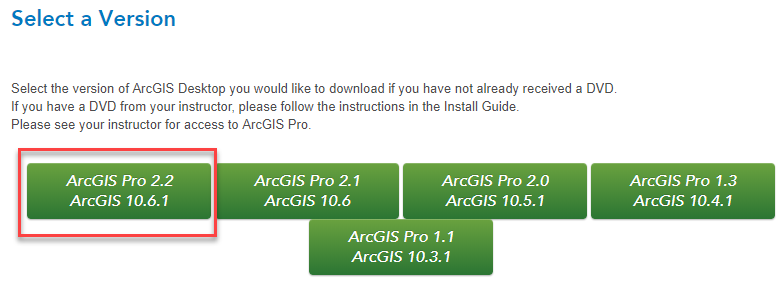 Select a Version
Select the version of ArcGIS Desktop you would like to download if you have not already received a DVD.
If you have a DVD from your instructor, please follow the instructions in the Install Guide.
Please see your instructor for access to ArcGIS Pro.
ArcGIS Pro 2.2
ArcGIS 10.6.1
ArcGIS Pro 2.1
ArcGIS 10.6
ArcGIS Pro 2.0
ArcGIS 10.5.1
ArcGIS Pro 1.3
ArcGIS 10.4.1
ArcGIS Pro 1.1
ArcGIS 10.3.1